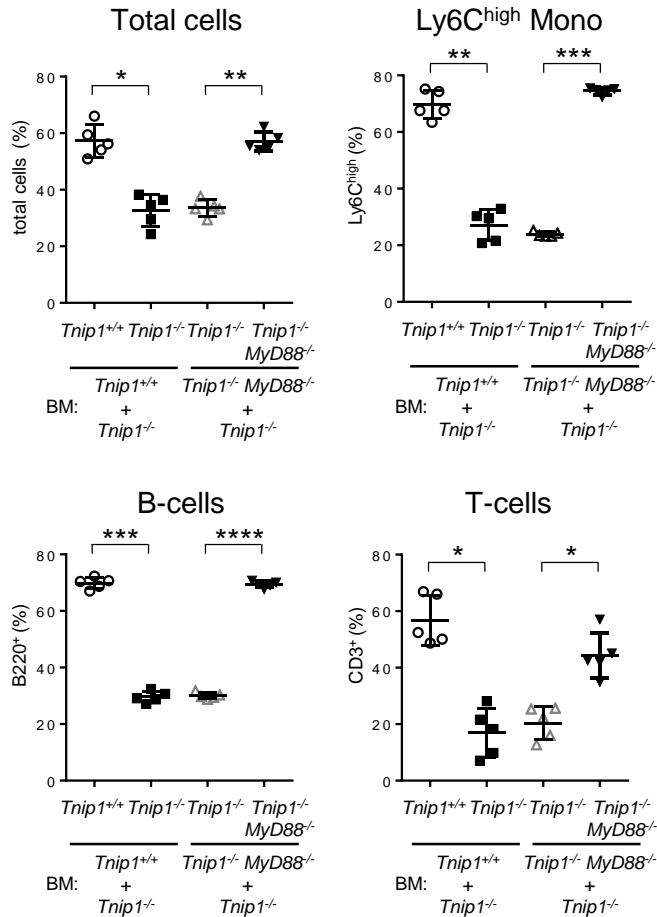 Total cells
* **
total cells (%)
80
60
40
20
0
Tnip1+/+ Tnip1-/- Tnip1-/- Tnip1-/-
MyD88-/-
Tnip1+/+ Tnip1-/- MyD88-/-
BM: + +
Tnip1-/- Tnip1-/-
Ly6Chigh Mono
** ***
Ly6Chigh (%)
80
60
40
20
0
Tnip1+/+ Tnip1-/- Tnip1-/- Tnip1-/-
MyD88-/-
Tnip1+/+ Tnip1-/- MyD88-/-
BM: + +
Tnip1-/- Tnip1-/-
B-cells
*** ****
B220+ (%)
80
60
40
20
0
Tnip1+/+ Tnip1-/- Tnip1-/- Tnip1-/-
MyD88-/-
Tnip1+/+ Tnip1-/- MyD88-/-
BM: + +
Tnip1-/- Tnip1-/-
T-cells
* *
CD3+ (%)
80
60
40
20
0
Tnip1+/+ Tnip1-/- Tnip1-/- Tnip1-/-
MyD88-/-
Tnip1+/+ Tnip1-/- MyD88-/-
BM: + +
Tnip1-/- Tnip1-/-